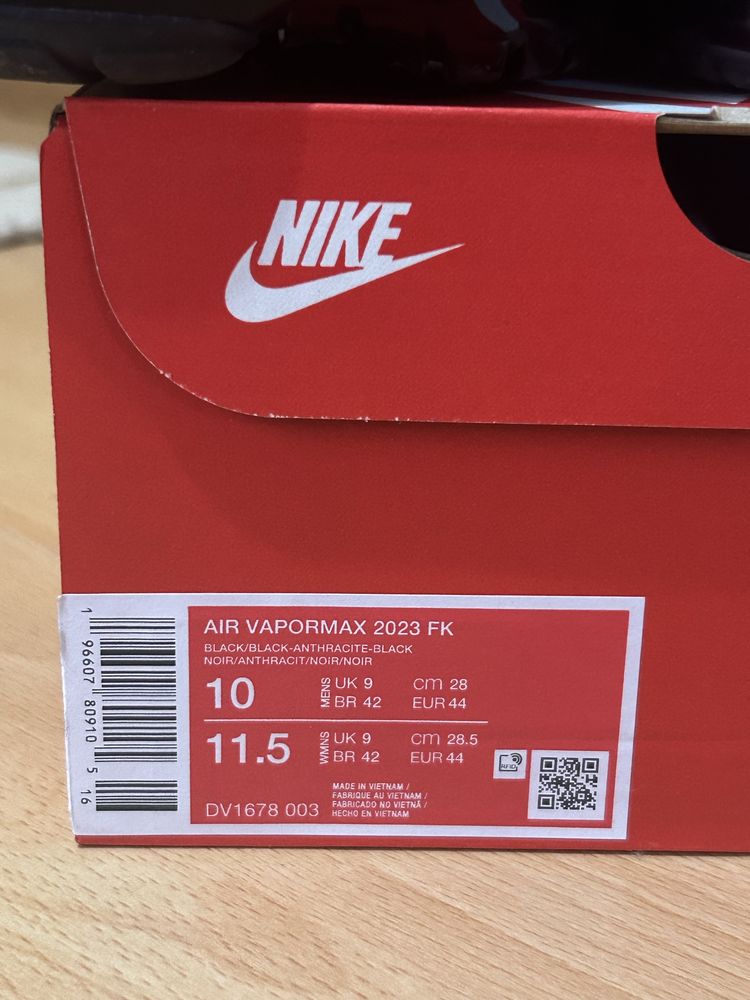 NIKE
AIR VAPORMAX 2023 FK
BLACK/BLACK-ANTHRACITE-BLACK
NOIR/ANTHRACIT/NOIR/NOIR
10 MENS UK 9 cm 28
BR 42 EUR 44
11.5 WMNS UK 9 cm 28.5
BR 42 EUR 44
RFID
DV1678 003
MADE IN VIETNAM /
FABRIQUE AU VIETNAM /
FABRICADO NO VIETNÃ /
HECHO EN VIETNAM
1 96607 80910 5 16